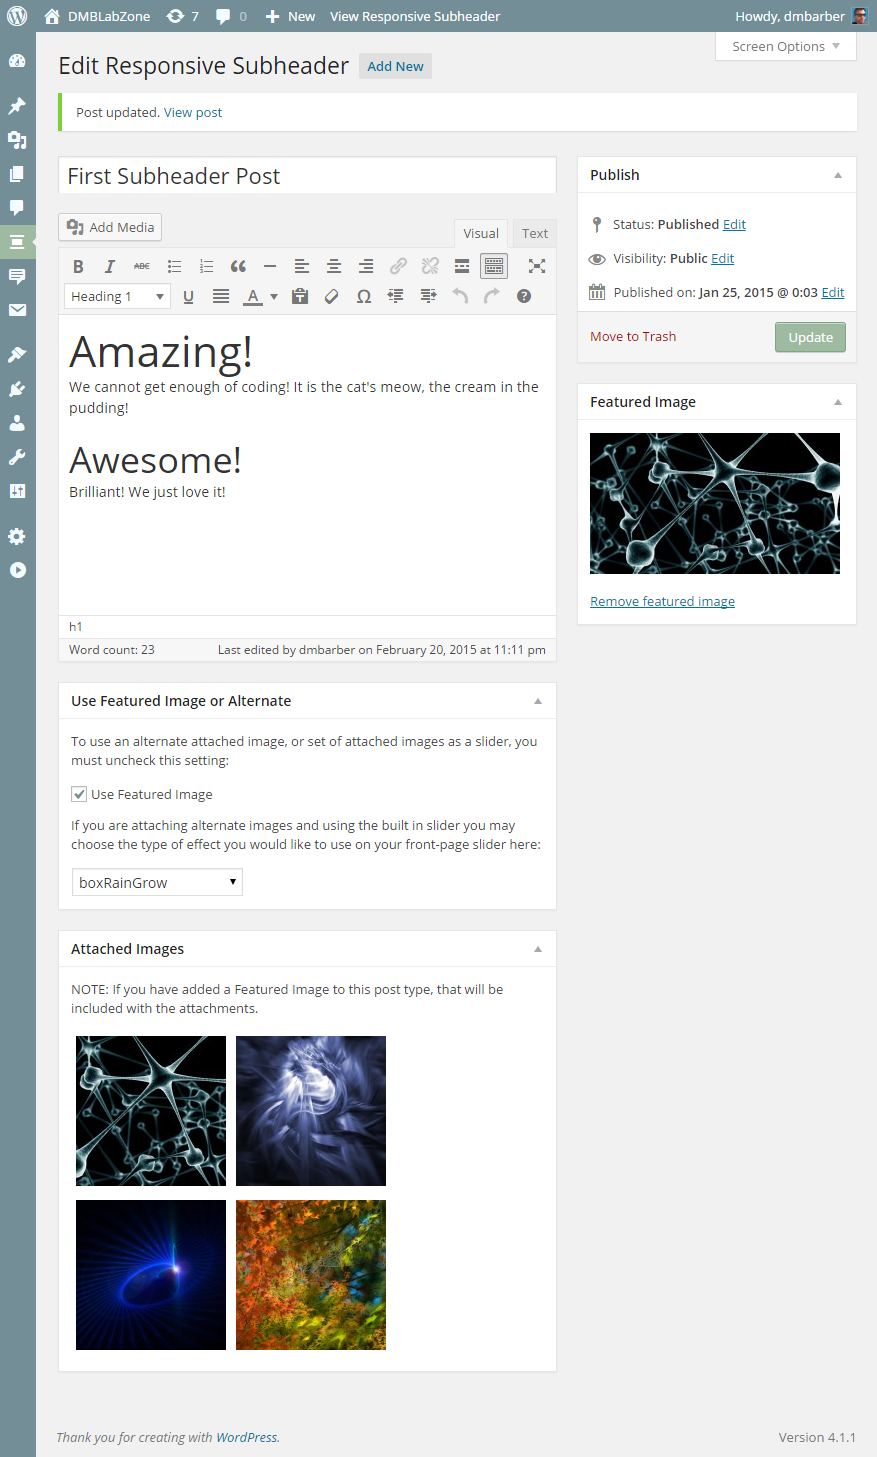 DMBLabZone 7 0 New View Responsive Subheader Howdy, dmbarber
Screen Options
Edit Responsive Subheader Add New
Post updated. View post
First Subheader Post
Add Media
Visual Text
B I ABC
Heading 1 U A Ω
Amazing!
We cannot get enough of coding! It is the cat's meow, the cream in the
pudding!
Awesome!
Brilliant! We just love it!
h1
Word count: 23 Last edited by dmbarber on February 20, 2015 at 11:11 pm
Publish
Status: Published Edit
Visibility: Public Edit
Published on: Jan 25, 2015 @ 0:03 Edit
Move to Trash Update
Featured Image
Remove featured image
Use Featured Image or Alternate
To use an alternate attached image, or set of attached images as a slider, you
must uncheck this setting:
Use Featured Image
If you are attaching alternate images and using the built in slider you may
choose the type of effect you would like to use on your front-page slider here:
boxRainGrow
Attached Images
NOTE: If you have added a Featured Image to this post type, that will be
included with the attachments.
Thank you for creating with WordPress. Version 4.1.1